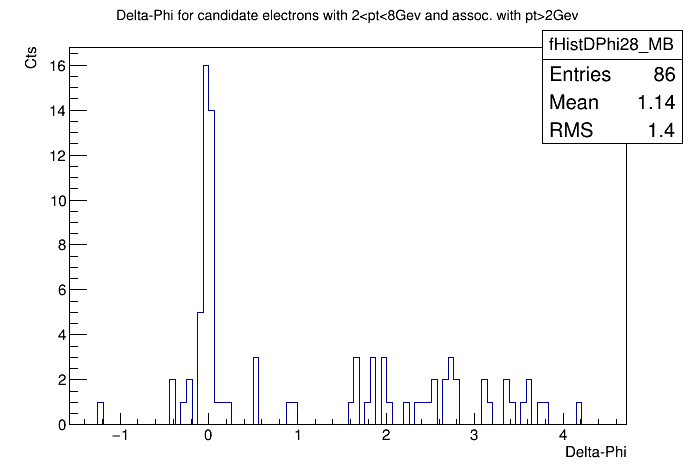 Delta-Phi for candidate electrons with 2<pt<8Gev and assoc. with pt>2Gev
fHistDPhi28_MB
Entries 86
Mean 1.14
RMS 1.4
Cts
16
14
12
10
8
6
4
2
0
−1 0 1 2 3 4
Delta-Phi